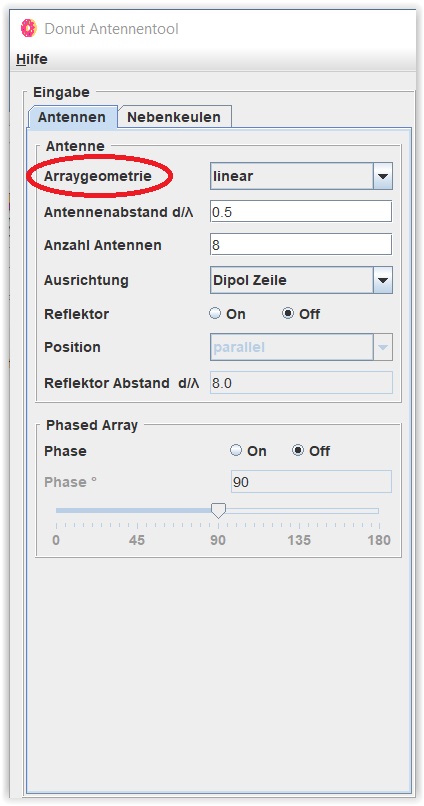 Donut Antennentool
Hilfe
Eingabe
Antennen Nebenkeulen
Antenne
Arraygeometrie linear
Antennenabstand d/λ 0.5
Anzahl Antennen 8
Ausrichtung Dipol Zeile
Reflektor On Off
Position parallel
Reflektor Abstand d/λ 8.0
Phased Array
Phase On Off
Phase ° 90
0 45 90 135 180